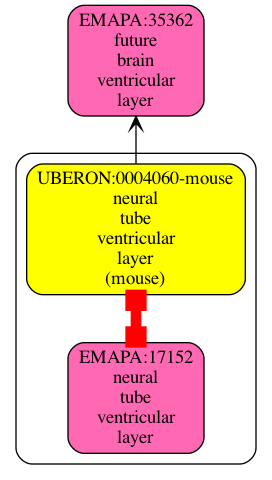 EMAPA:35362
future
brain
ventricular
layer
UBERON:0004060-mouse
neural
tube
ventricular
layer
(mouse)
EMAPA:17152
neural
tube
ventricular
layer